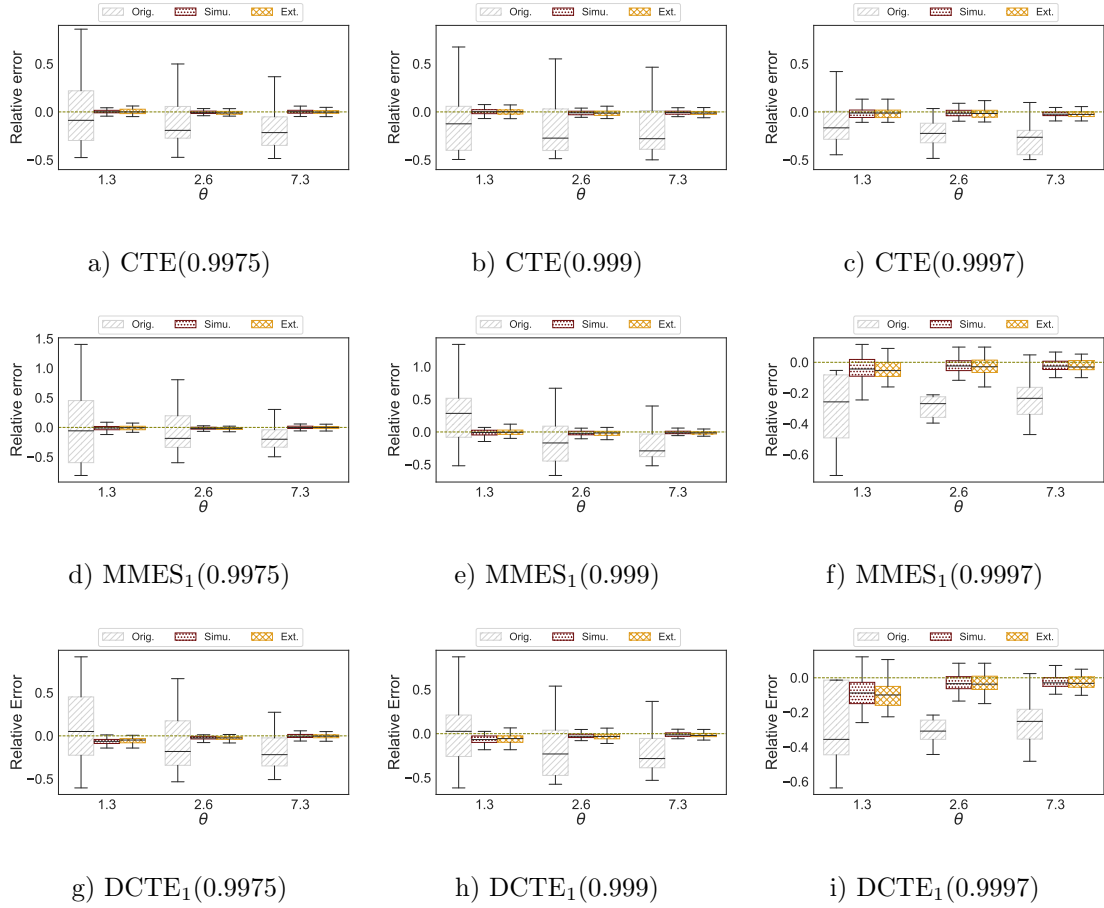 Orig. Simu. Ext.
Relative error
0.5
0.0
−0.5
1.3 2.6 7.3
θ
a) CTE(0.9975)
Orig. Simu. Ext.
Relative error
0.5
0.0
−0.5
1.3 2.6 7.3
θ
b) CTE(0.999)
Orig. Simu. Ext.
Relative error
0.5
0.0
−0.5
1.3 2.6 7.3
θ
c) CTE(0.9997)
Orig. Simu. Ext.
Relative error
1.5
1.0
0.5
0.0
−0.5
1.3 2.6 7.3
θ
d) MMES₁(0.9975)
Orig. Simu. Ext.
Relative error
1.0
0.5
0.0
−0.5
1.3 2.6 7.3
θ
e) MMES₁(0.999)
Orig. Simu. Ext.
Relative error
0.0
−0.2
−0.4
−0.6
1.3 2.6 7.3
θ
f) MMES₁(0.9997)
Orig. Simu. Ext.
Relative Error
0.5
0.0
−0.5
1.3 2.6 7.3
θ
g) DCTE₁(0.9975)
Orig. Simu. Ext.
Relative Error
0.5
0.0
−0.5
1.3 2.6 7.3
θ
h) DCTE₁(0.999)
Orig. Simu. Ext.
Relative Error
0.0
−0.2
−0.4
−0.6
1.3 2.6 7.3
θ
i) DCTE₁(0.9997)